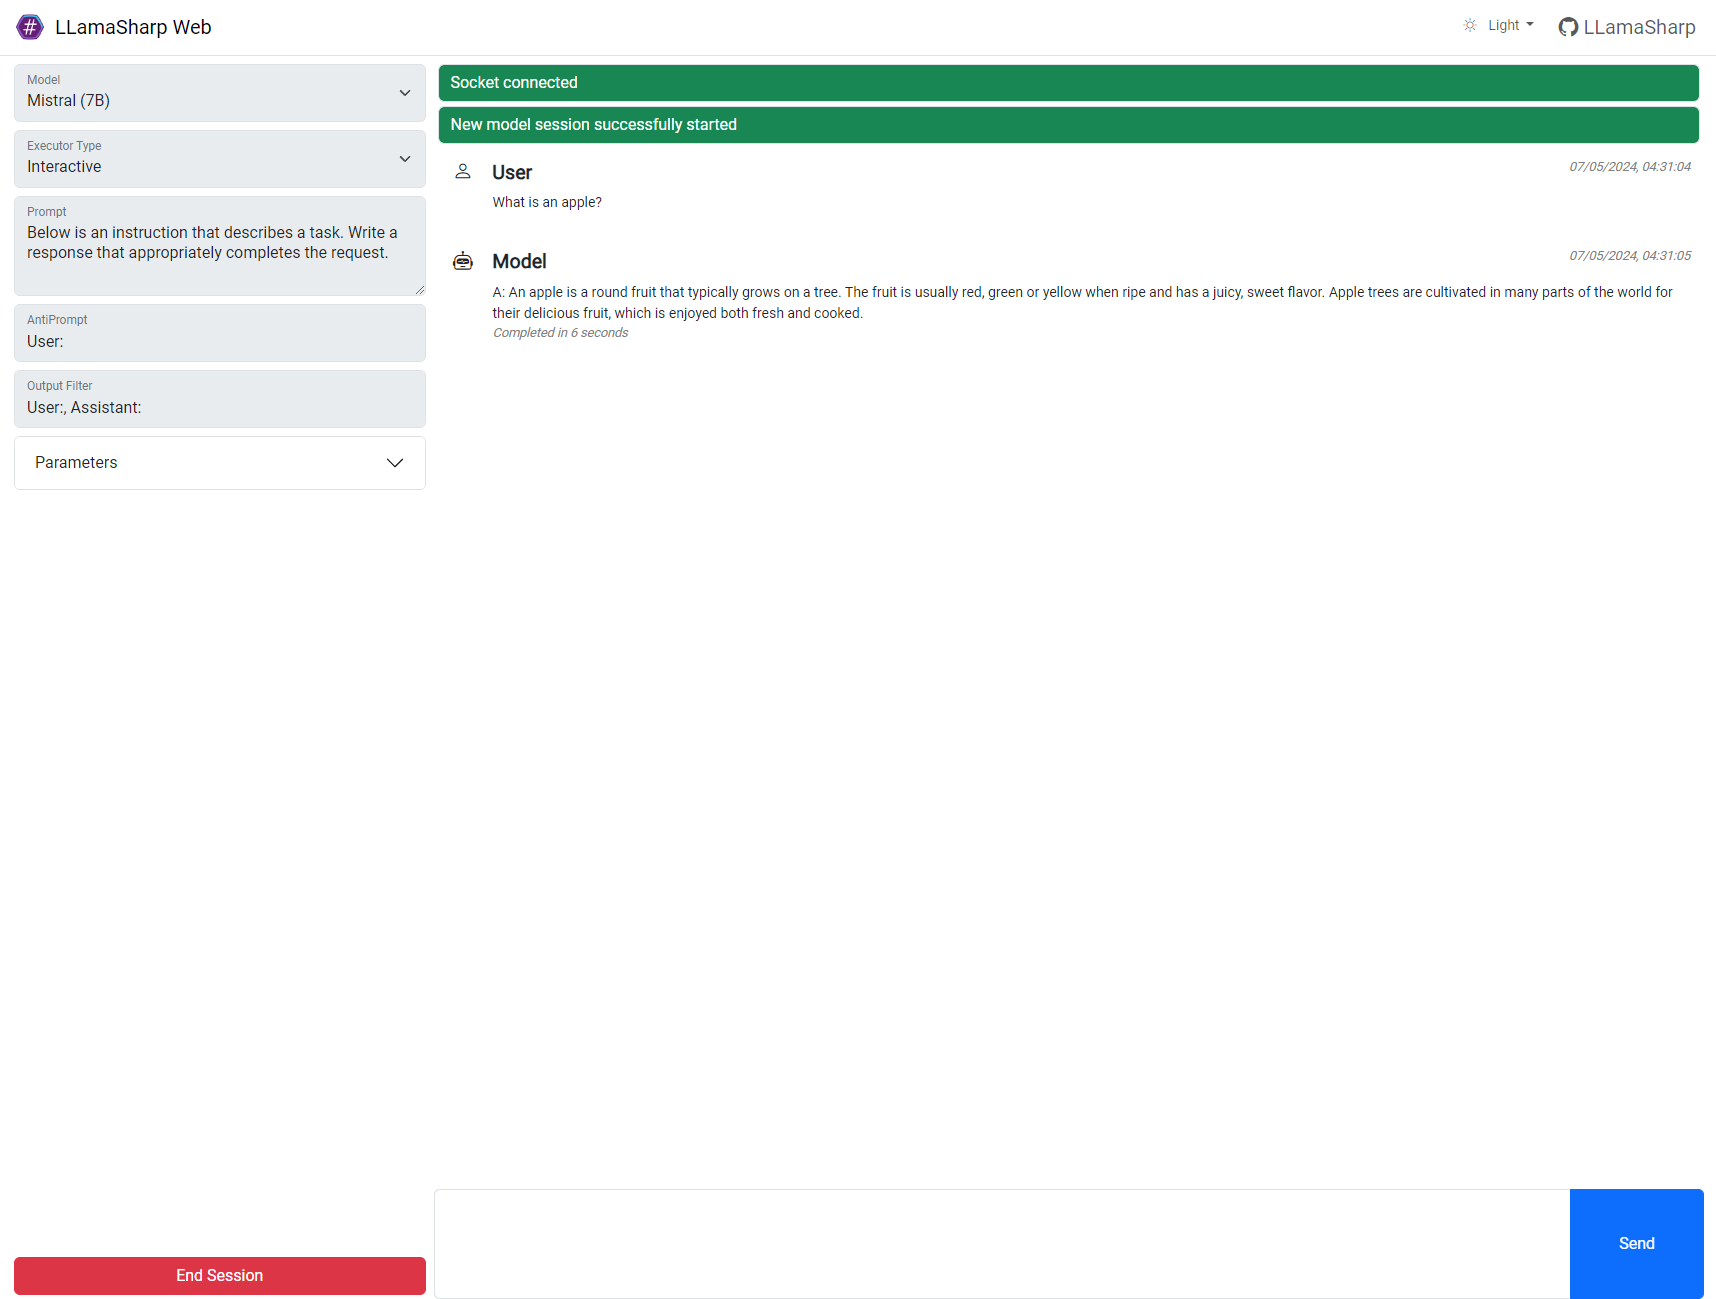 LLamaSharp Web
Light
LLamaSharp
Model
Mistral (7B)
Executor Type
Interactive
Prompt
Below is an instruction that describes a task. Write a
response that appropriately completes the request.
AntiPrompt
User:
Output Filter
User:, Assistant:
Parameters
End Session
Socket connected
New model session successfully started
User
07/05/2024, 04:31:04
What is an apple?
Model
07/05/2024, 04:31:05
A: An apple is a round fruit that typically grows on a tree. The fruit is usually red, green or yellow when ripe and has a juicy, sweet flavor. Apple trees are cultivated in many parts of the world for
their delicious fruit, which is enjoyed both fresh and cooked.
Completed in 6 seconds
Send